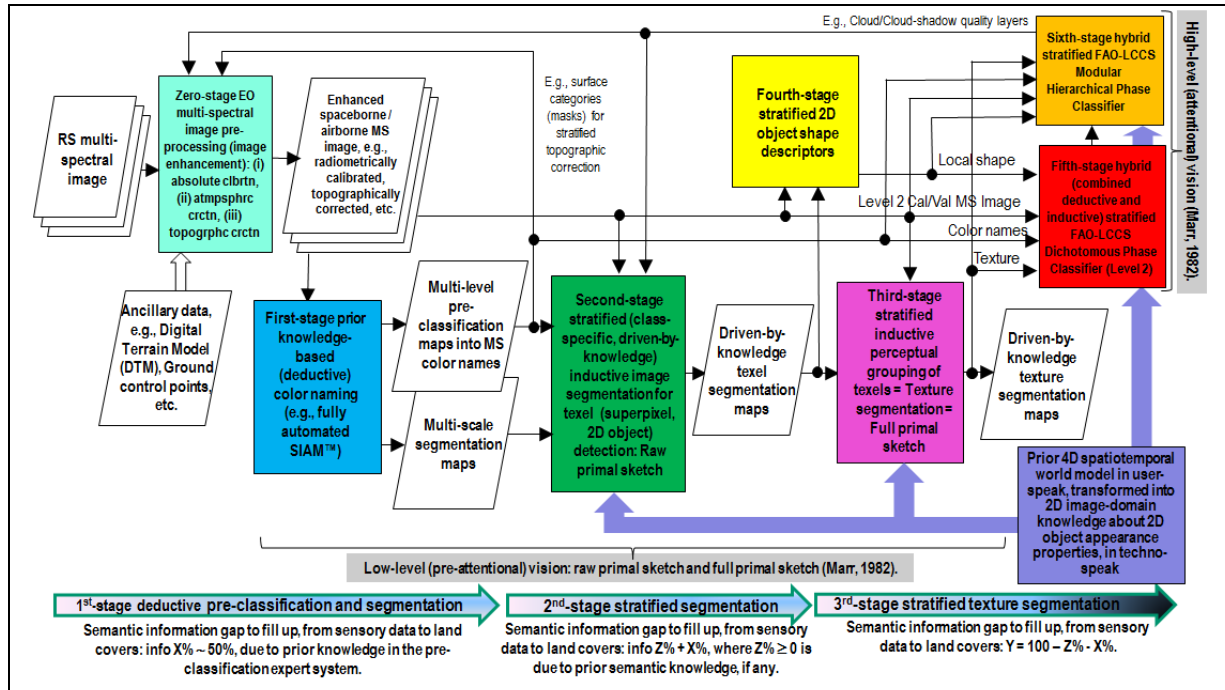 E.g., Cloud/Cloud-shadow quality layers
RS multi-
spectral
image
Zero-stage EO
multi-spectral
image pre-
processing (image
enhancement): (i)
absolute clbrtn,
(ii) atmpsphrc
crctn, (iii)
topogrphc crctn
Ancillary data,
e.g., Digital
Terrain Model
(DTM), Ground
control points,
etc.
Enhanced
spaceborne /
airborne MS
image, e.g.,
radiometrically
calibrated,
topographically
corrected, etc.
E.g., surface
categories
(masks) for
stratified
topographic
correction
First-stage prior
knowledge-
based
(deductive)
color naming
(e.g., fully
automated
SIAM™)
Multi-level
pre-
classification
maps into MS
color names
Multi-scale
segmentation
maps
Second-stage
stratified (class-
specific, driven-by-
knowledge)
inductive image
segmentation for
texel (superpixel,
2D object)
detection: Raw
primal sketch
Driven-by-
knowledge
texel
segmentation
maps
Fourth-stage
stratified 2D
object shape
descriptors
Third-stage
stratified
inductive
perceptual
grouping of
texels = Texture
segmentation =
Full primal
sketch
Driven-by-
knowledge
texture
segmentation
maps
Local shape
Level 2 Cal/Val MS Image
Color names
Texture
Sixth-stage hybrid
stratified FAO-LCCS
Modular
Hierarchical Phase
Classifier
Fifth-stage hybrid
(combined
deductive and
inductive) stratified
FAO-LCCS
Dichotomous Phase
Classifier (Level 2)
High-level (attentional) vision (Marr, 1982).
Prior 4D spatiotemporal
world model in user-
speak, transformed into
2D image-domain
knowledge about 2D
object appearance
properties, in techno-
speak
Low-level (pre-attentional) vision: raw primal sketch and full primal sketch (Marr, 1982).
1st-stage deductive pre-classification and segmentation
Semantic information gap to fill up, from sensory data to land
covers: info X% ~ 50%, due to prior knowledge in the pre-
classification expert system.
2nd-stage stratified segmentation
Semantic information gap to fill up, from sensory
data to land covers: info Z% + X%, where Z% ≥ 0 is
due to prior semantic knowledge, if any.
3rd-stage stratified texture segmentation
Semantic information gap to fill up, from sensory
data to land covers: Y = 100 – Z% - X%.